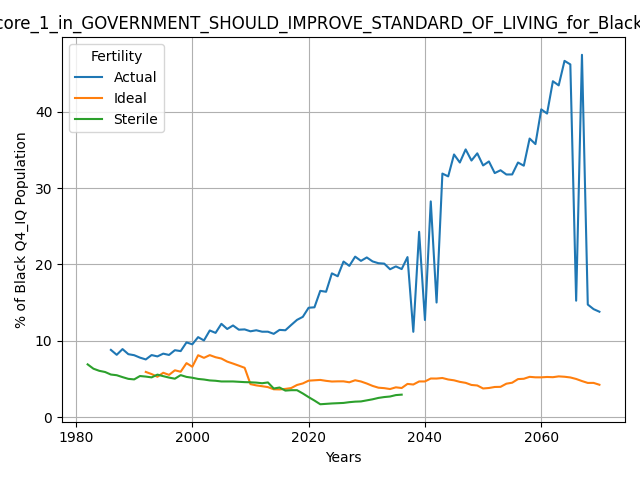 core_1_in_GOVERNMENT_SHOULD_IMPROVE_STANDARD_OF_LIVING_for_Black
Fertility
Actual
Ideal
Sterile
% of Black Q4_IQ Population
40
30
20
10
0
1980 2000 2020 2040 2060
Years